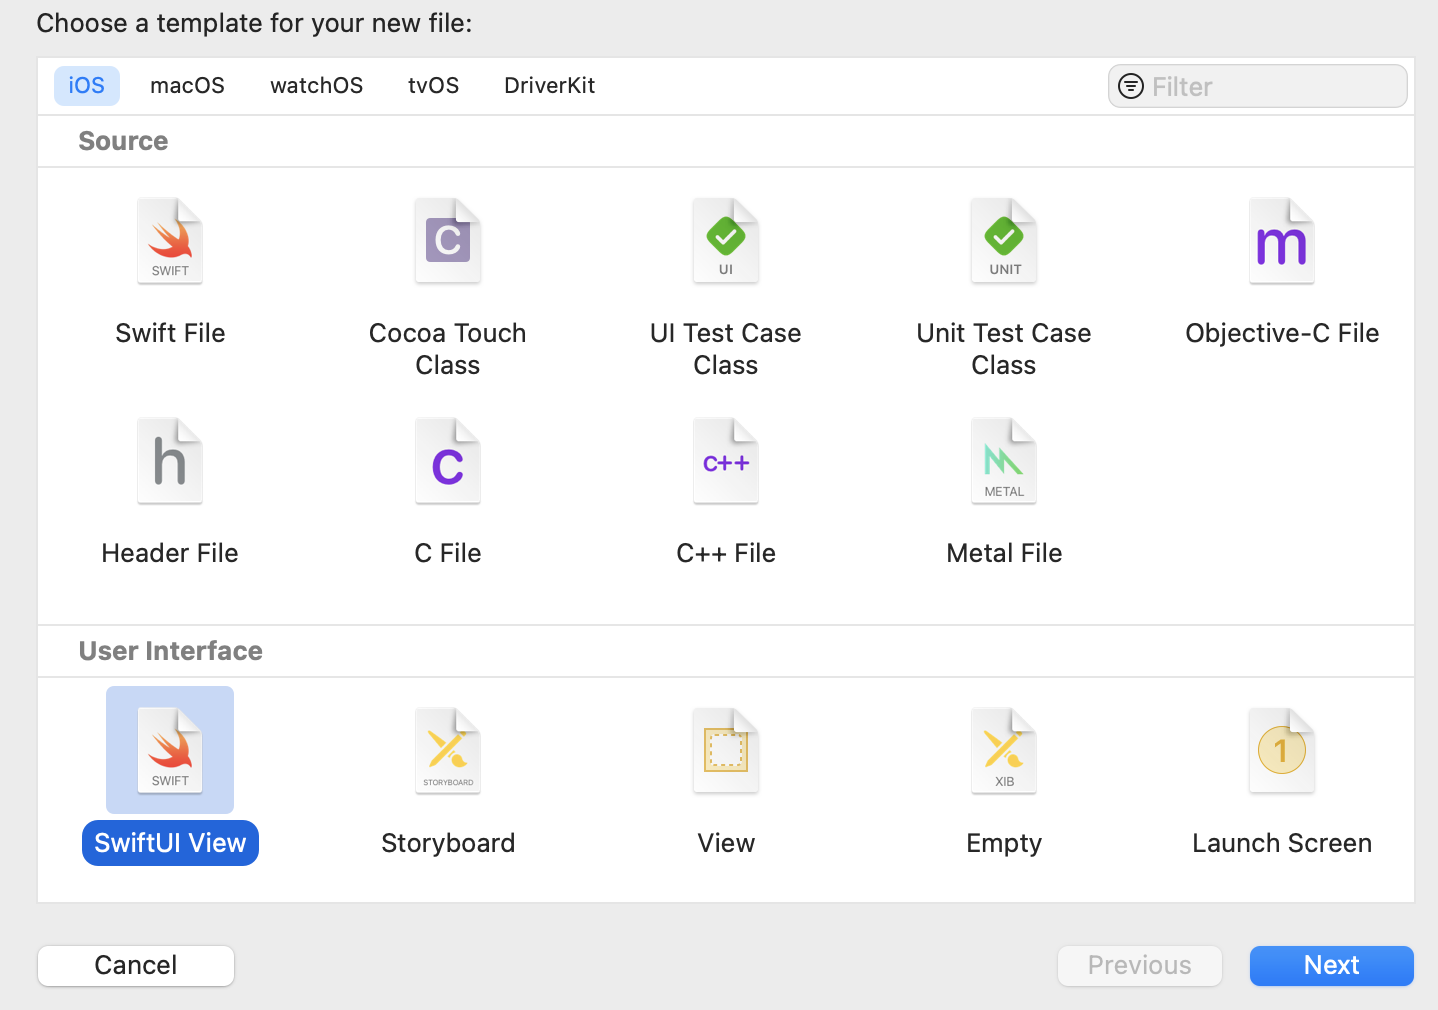 Choose a template for your new file:
iOS macOS watchOS tvOS DriverKit Filter
Source
SWIFT C UI UNIT m
Swift File Cocoa Touch Class UI Test Case Class Unit Test Case Class Objective-C File
h C C++ METAL
Header File C File C++ File Metal File
User Interface
SWIFT STORYBOARD XIB 1
SwiftUI View Storyboard View Empty Launch Screen
Cancel Previous Next